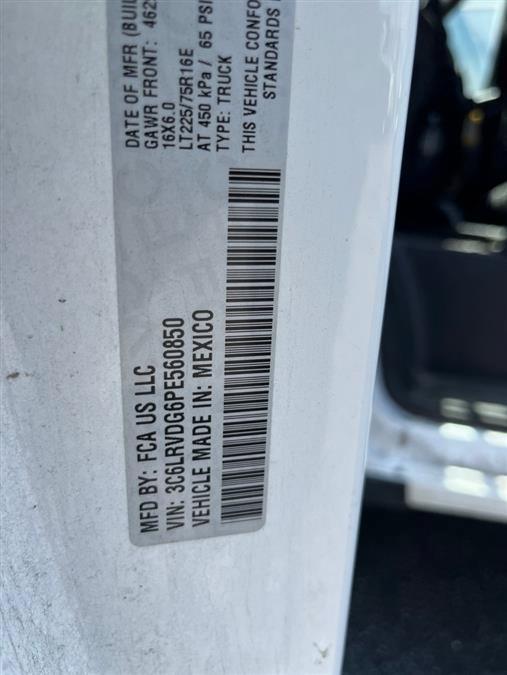 MFD BY: FCA US LLC
VIN: 3C6LRVDG6PE560850
VEHICLE MADE IN: MEXICO
DATE OF MFR
GAWR FRONT:
16X6.0
LT225/75R16E
AT 450 kPa / 65 PSI
TYPE: TRUCK
THIS VEHICLE
STANDARDS